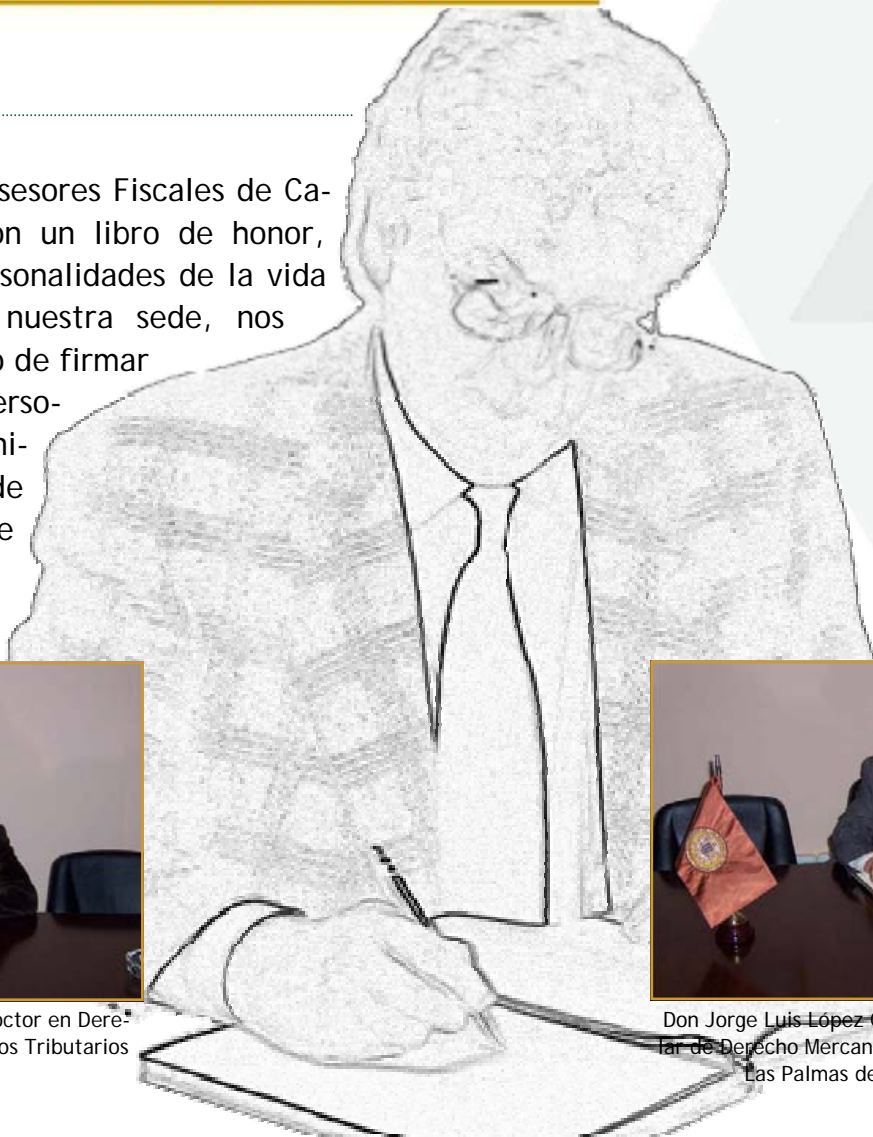 sesores Fiscales de Ca-
on un libro de honor,
rsonalidades de la vida
nuestra sede, nos
o de firmar
erso-
ni-
de
e
octor en Dere-
os Tributarios
Don Jorge Luis López
lar de Derecho Mercan
Las Palmas de